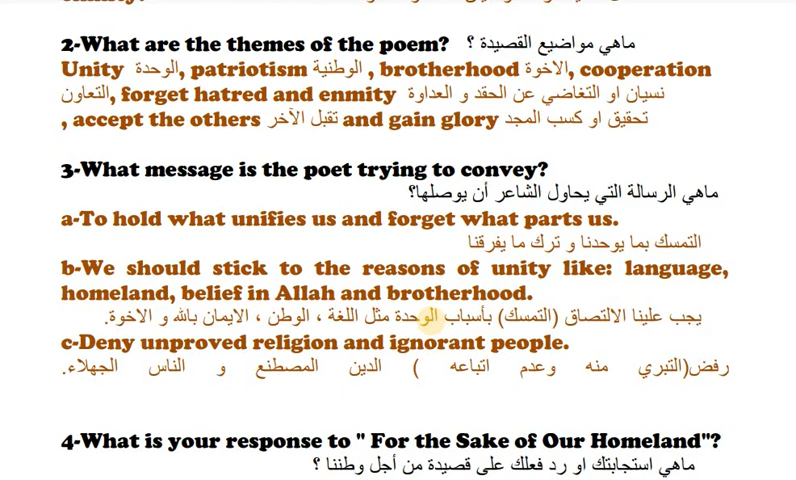 2-What are the themes of the poem? ماهي مواضيع القصيدة ؟
Unity الوحدة, patriotism الوطنية , brotherhood الاخوة, cooperation
التعاون, forget hatred and enmity نسيان او التغاضي عن الحقد و العداوة
, accept the others تقبل الآخر and gain glory تحقيق او كسب المجد
3-What message is the poet trying to convey?
ماهي الرسالة التي يحاول الشاعر أن يوصلها؟
a-To hold what unifies us and forget what parts us.
التمسك بما يوحدنا و ترك ما يفرقنا
b-We should stick to the reasons of unity like: language,
homeland, belief in Allah and brotherhood.
يجب علينا الالتصاق (التمسك) بأسباب الوحدة مثل اللغة ، الوطن ، الايمان بالله و الاخوة.
c-Deny unproved religion and ignorant people.
رفض(التبري منه وعدم اتباعه ) الدين المصطنع و الناس الجهلاء.
4-What is your response to " For the Sake of Our Homeland"?
ماهي استجابتك او رد فعلك على قصيدة من أجل وطننا ؟